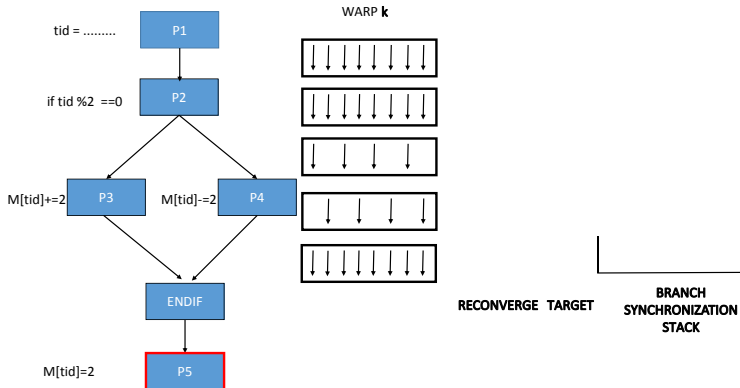 WARP k
tid = .........
P1
if tid %2 ==0
P2
M[tid]+=2
P3
M[tid]-=2
P4
ENDIF
RECONVERGE TARGET
BRANCH
SYNCHRONIZATION
STACK
M[tid]=2
P5